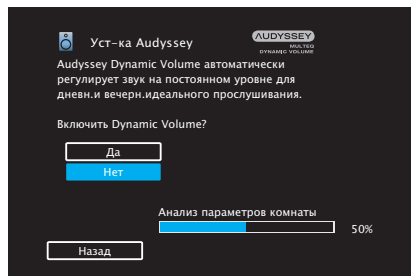 Уст-ка Audyssey
AUDYSSEY
MULTEQ
DYNAMIC VOLUME
Audyssey Dynamic Volume автоматически
регулирует звук на постоянном уровне для
дневн.и вечерн.идеального прослушивания.
Включить Dynamic Volume?
Да
Нет
Анализ параметров комнаты
50%
Назад